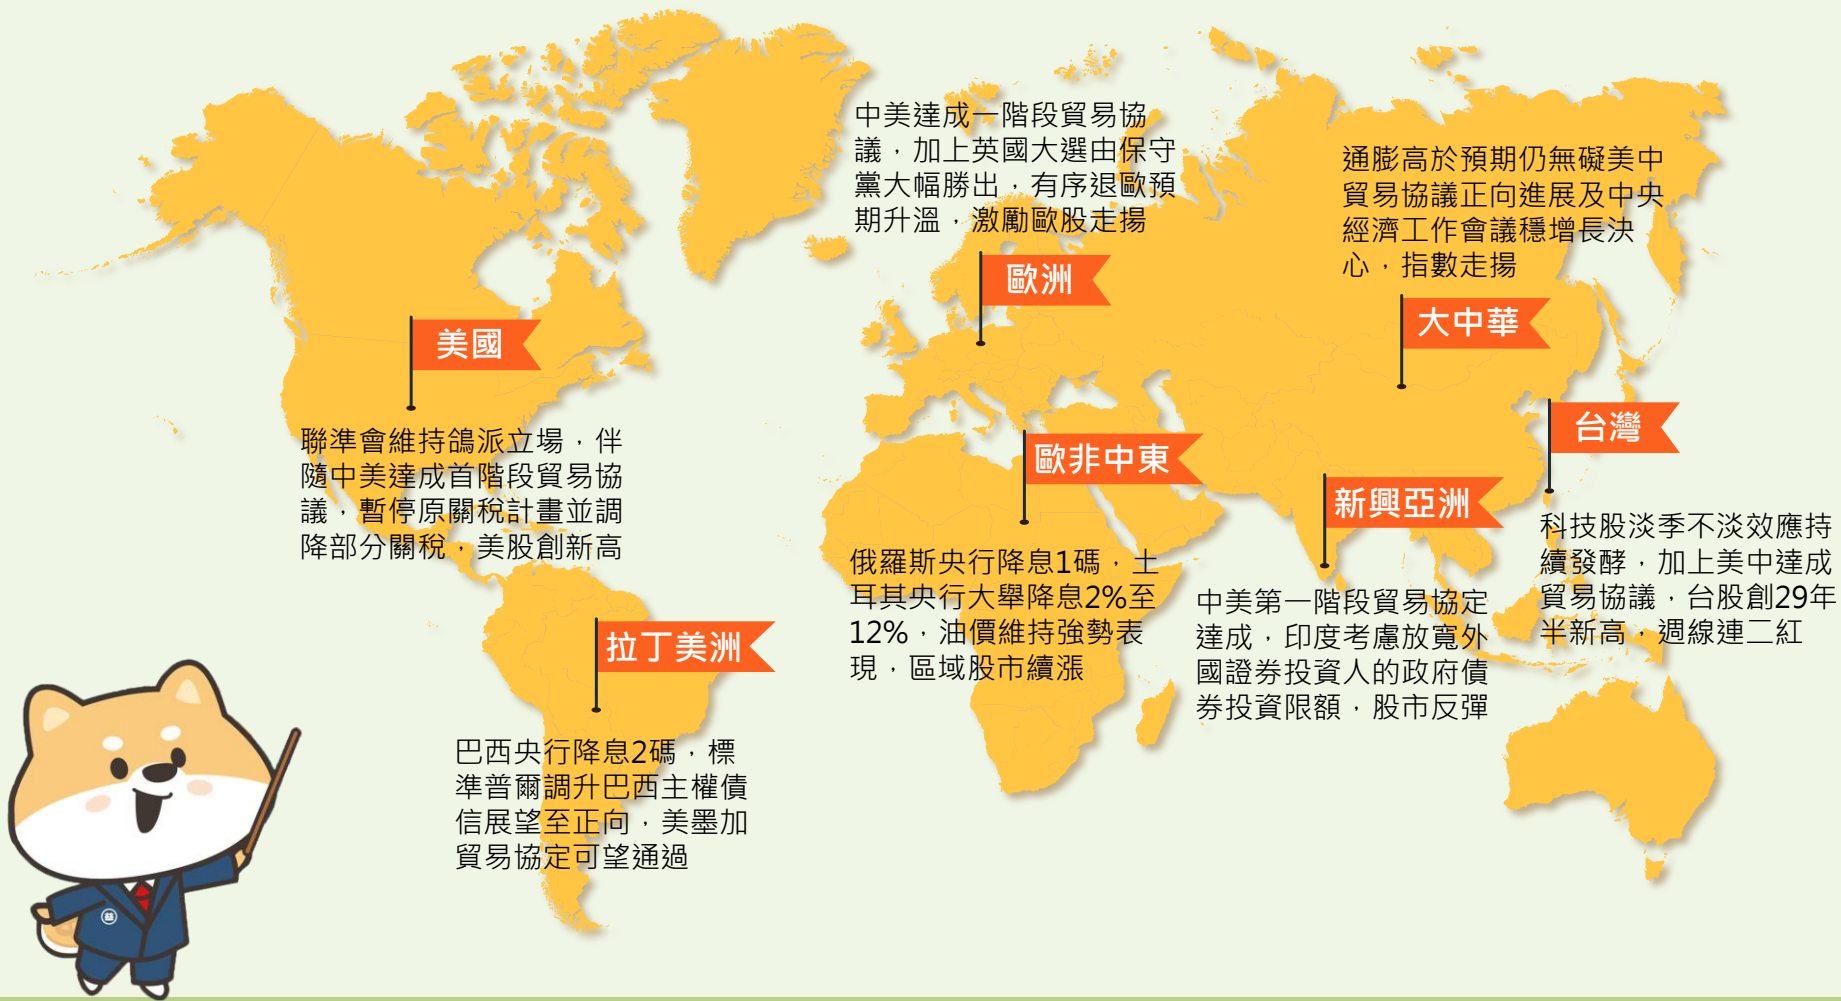 中美達成一階段貿易協
議，加上英國大選由保守
黨大幅勝出，有序退歐預
期升溫，激勵歐股走揚
歐洲
通膨高於預期仍無礙美中
貿易協議正向進展及中央
經濟工作會議穩增長決
心，指數走揚
大中華
美國
聯準會維持鴿派立場，伴
隨中美達成首階段貿易協
議，暫停原關稅計畫並調
降部分關稅，美股創新高
歐非中東
俄羅斯央行降息1碼，土
耳其央行大舉降息2%至
12%，油價維持強勢表
現，區域股市續漲
新興亞洲
中美第一階段貿易協定
達成，印度考慮放寬外
國證券投資人的政府債
券投資限額，股市反彈
台灣
科技股淡季不淡效應持
續發酵，加上美中達成
貿易協議，台股創29年
半新高，週線連二紅
拉丁美洲
巴西央行降息2碼，標
準普爾調升巴西主權債
信展望至正向，美墨加
貿易協定可望通過